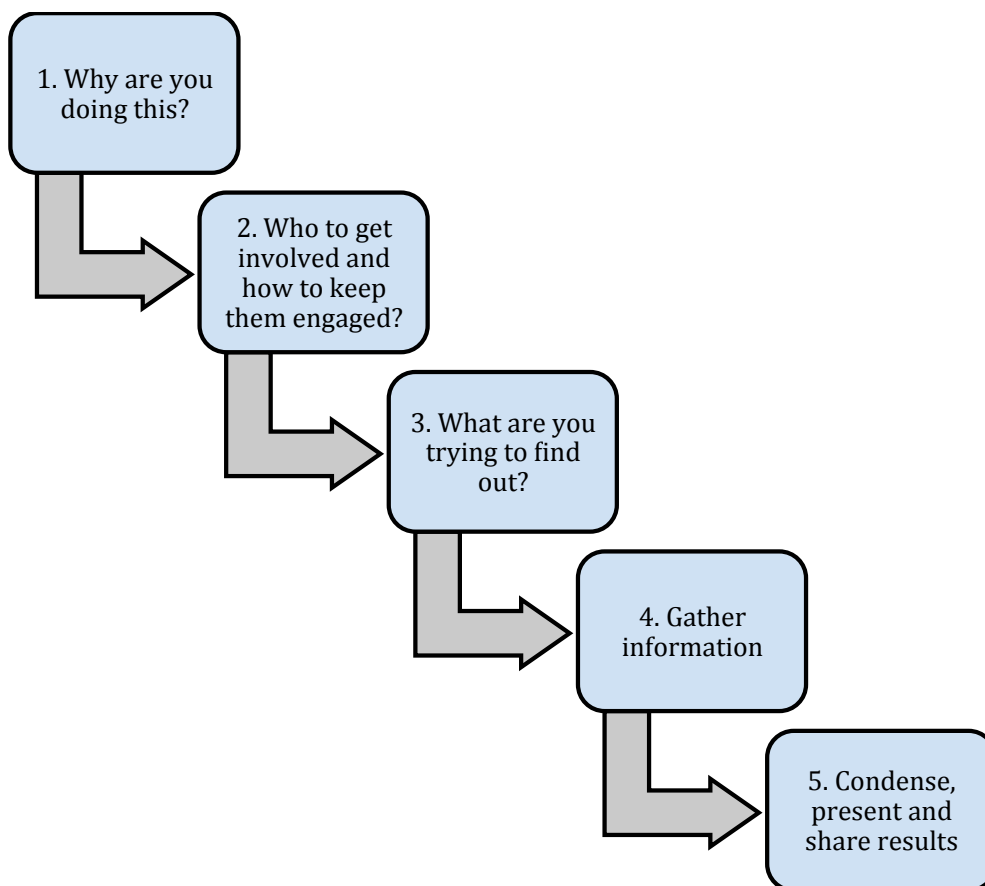 1. Why are you
doing this?
2. Who to get
involved and
how to keep
them engaged?
3. What are you
trying to find
out?
4. Gather
information
5. Condense,
present and
share results